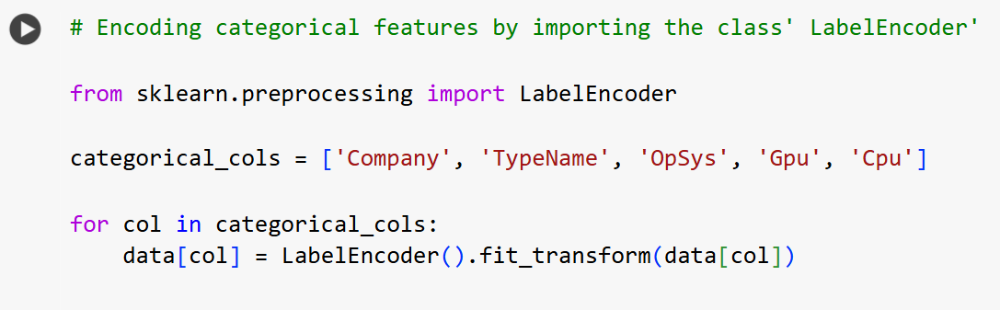 # Encoding categorical features by importing the class' LabelEncoder'
from sklearn.preprocessing import LabelEncoder
categorical_cols = ['Company', 'TypeName', 'OpSys', 'Gpu', 'Cpu']
for col in categorical_cols:
    data[col] = LabelEncoder().fit_transform(data[col])